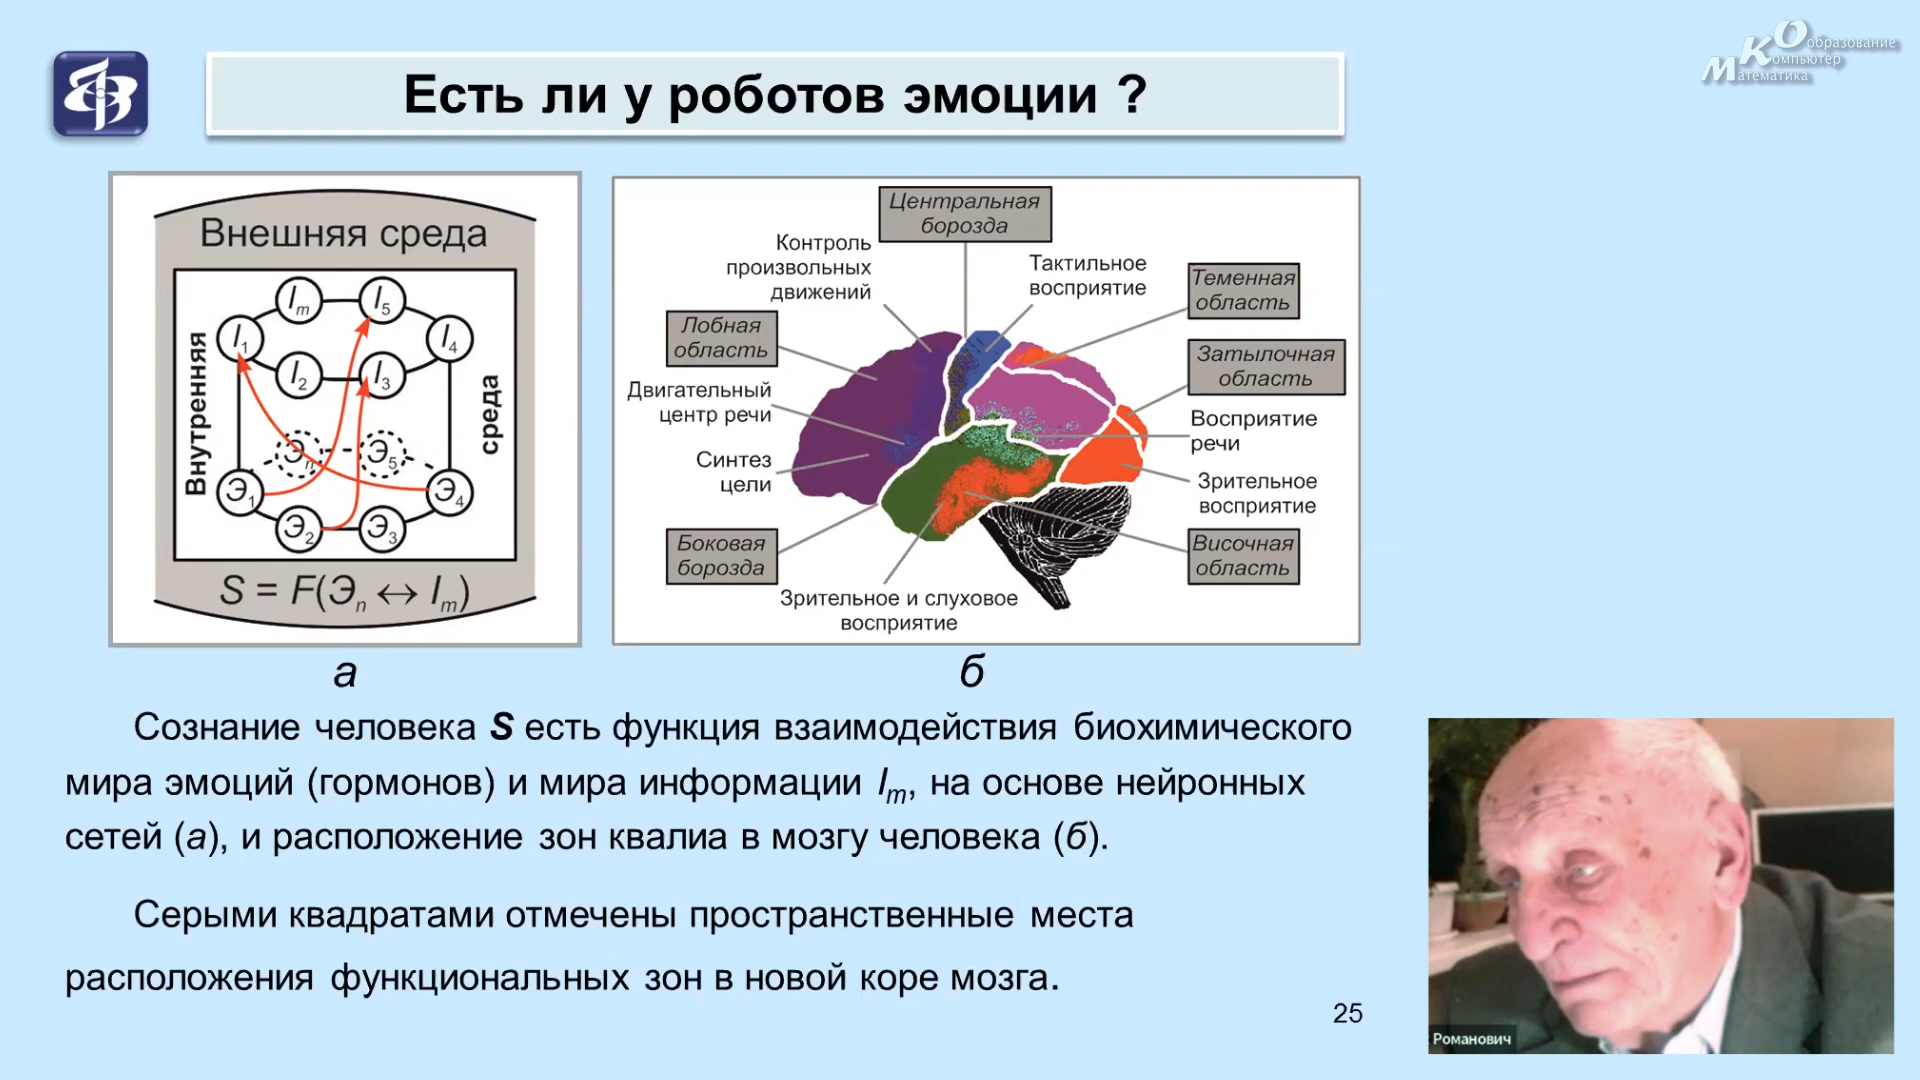 Математика
Компьютер
Образование
Есть ли у роботов эмоции ?
Внешняя среда
Внутренняя
среда
Im
I5
I1
I4
I2
I3
Эn
Э5
Э1
Э4
Э2
Э3
S = F(Эn ↔ Im)
а
Центральная
борозда
Контроль
произвольных
движений
Тактильное
восприятие
Теменная
область
Лобная
область
Затылочная
область
Двигательный
центр речи
Восприятие
речи
Синтез
цели
Зрительное
восприятие
Боковая
борозда
Височная
область
Зрительное и слуховое
восприятие
б
Сознание человека S есть функция взаимодействия биохимического
мира эмоций (гормонов) и мира информации Im, на основе нейронных
сетей (а), и расположение зон квалиа в мозгу человека (б).
Серыми квадратами отмечены пространственные места
расположения функциональных зон в новой коре мозга.
25
Романович